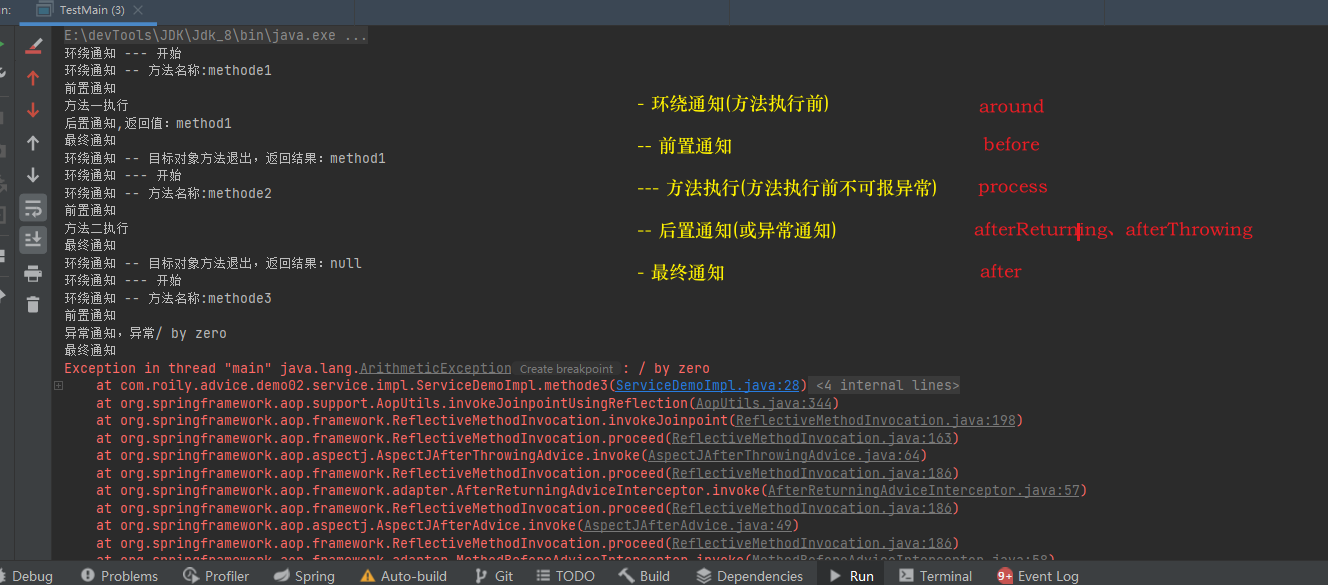 n:
TestMain (3)
E:\devTools\JDK\Jdk_8\bin\java.exe ...
环绕通知 --- 开始
环绕通知 -- 方法名称:methode1
前置通知
方法一执行
后置通知,返回值：method1
最终通知
环绕通知 -- 目标对象方法退出，返回结果：method1
环绕通知 --- 开始
环绕通知 -- 方法名称:methode2
前置通知
方法二执行
最终通知
环绕通知 -- 目标对象方法退出，返回结果：null
环绕通知 --- 开始
环绕通知 -- 方法名称:methode3
前置通知
异常通知，异常/ by zero
最终通知
- 环绕通知(方法执行前) around
-- 前置通知 before
--- 方法执行(方法执行前不可报异常) process
-- 后置通知(或异常通知) afterReturning、afterThrowing
- 最终通知 after
Exception in thread "main" java.lang.ArithmeticException Create breakpoint : / by zero
at com.roily.advice.demo02.service.impl.ServiceDemoImpl.methode3(ServiceDemoImpl.java:28) <4 internal lines>
at org.springframework.aop.support.AopUtils.invokeJoinpointUsingReflection(AopUtils.java:344)
at org.springframework.aop.framework.ReflectiveMethodInvocation.invokeJoinpoint(ReflectiveMethodInvocation.java:198)
at org.springframework.aop.framework.ReflectiveMethodInvocation.proceed(ReflectiveMethodInvocation.java:163)
at org.springframework.aop.aspectj.AspectJAfterThrowingAdvice.invoke(AspectJAfterThrowingAdvice.java:64)
at org.springframework.aop.framework.ReflectiveMethodInvocation.proceed(ReflectiveMethodInvocation.java:186)
at org.springframework.aop.framework.adapter.AfterReturningAdviceInterceptor.invoke(AfterReturningAdviceInterceptor.java:57)
at org.springframework.aop.framework.ReflectiveMethodInvocation.proceed(ReflectiveMethodInvocation.java:186)
at org.springframework.aop.aspectj.AspectJAfterAdvice.invoke(AspectJAfterAdvice.java:49)
at org.springframework.aop.framework.ReflectiveMethodInvocation.proceed(ReflectiveMethodInvocation.java:186)
at org.springframework.aop.framework.adapter.MethodBeforeAdviceInterceptor.invoke(MethodBeforeAdviceInterceptor.java:58)
Debug Problems Profiler Spring Auto-build Git TODO Build Dependencies Run Terminal 9+ Event Log